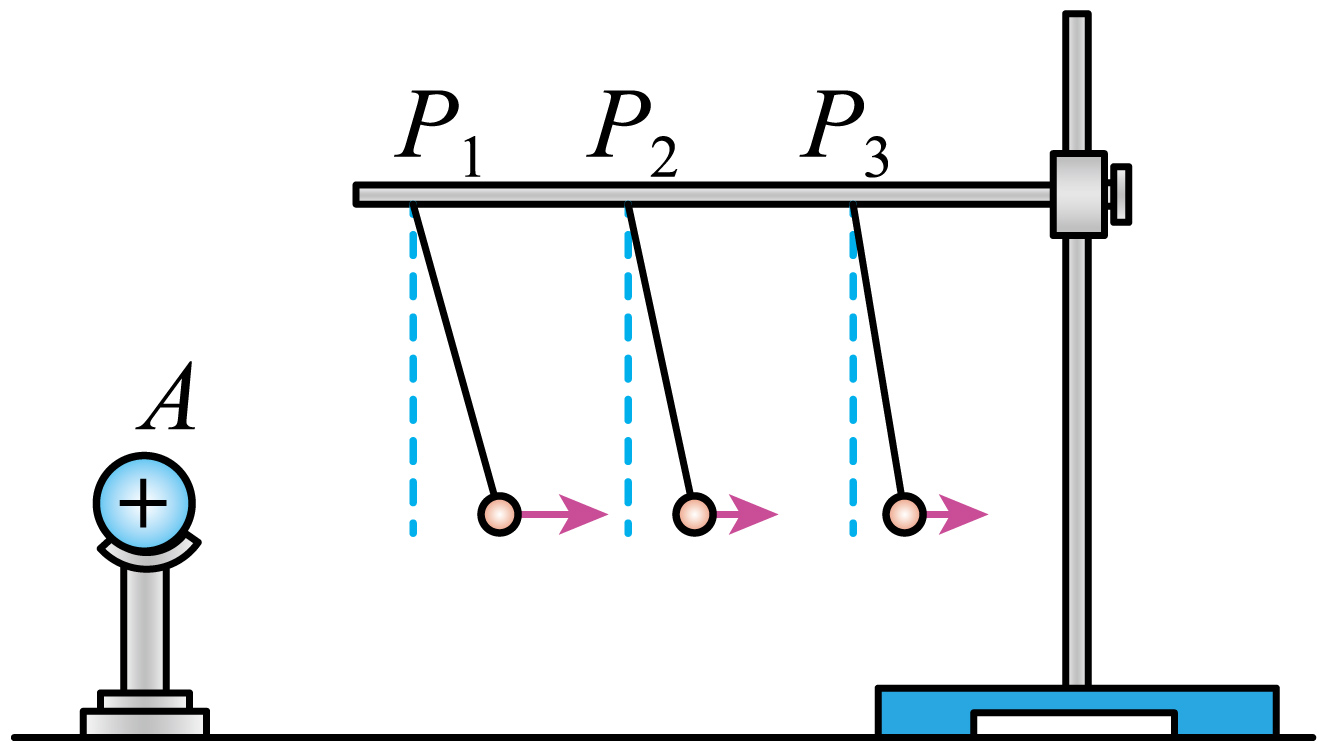 P₁ P₂ P₃
A
+